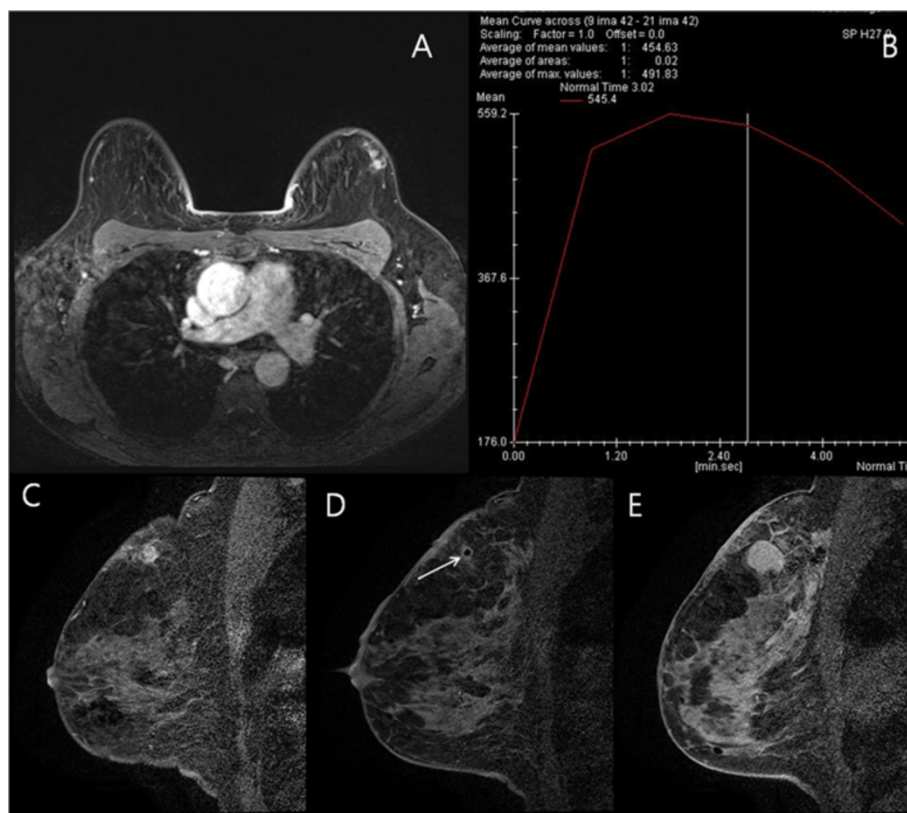 A
Mean Curve across (9 ima 42 - 21 ima 42)
Scaling: Factor = 1.0 Offset = 0.0
SP H27.9
B
Average of mean values: 1: 454.63
Average of areas: 1: 0.02
Average of max. values: 1: 491.83
Normal Time 3.02
Mean
545.4
559.2
367.6
176.0
0.00
1.20
2.40
4.00
[min.sec]
Normal Ti
C
D
E